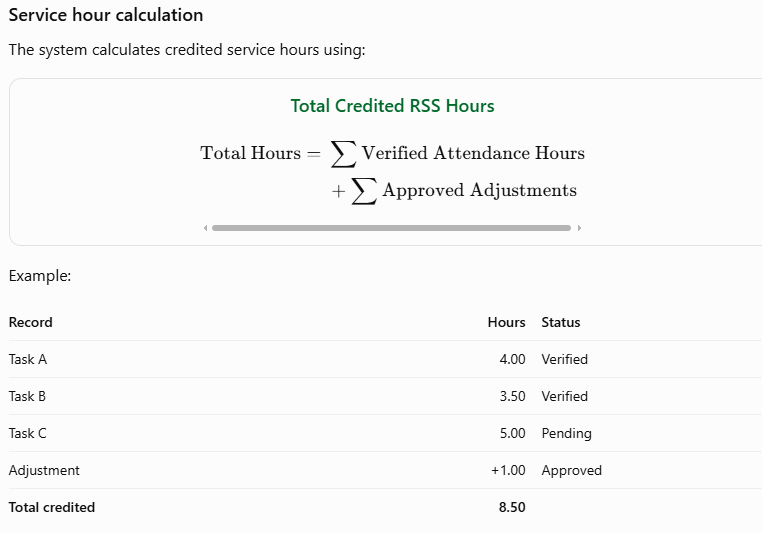 Service hour calculation
The system calculates credited service hours using:
Total Credited RSS Hours
Total Hours = ∑ Verified Attendance Hours
+ ∑ Approved Adjustments
Example:
Record Hours Status
Task A 4.00 Verified
Task B 3.50 Verified
Task C 5.00 Pending
Adjustment +1.00 Approved
Total credited 8.50